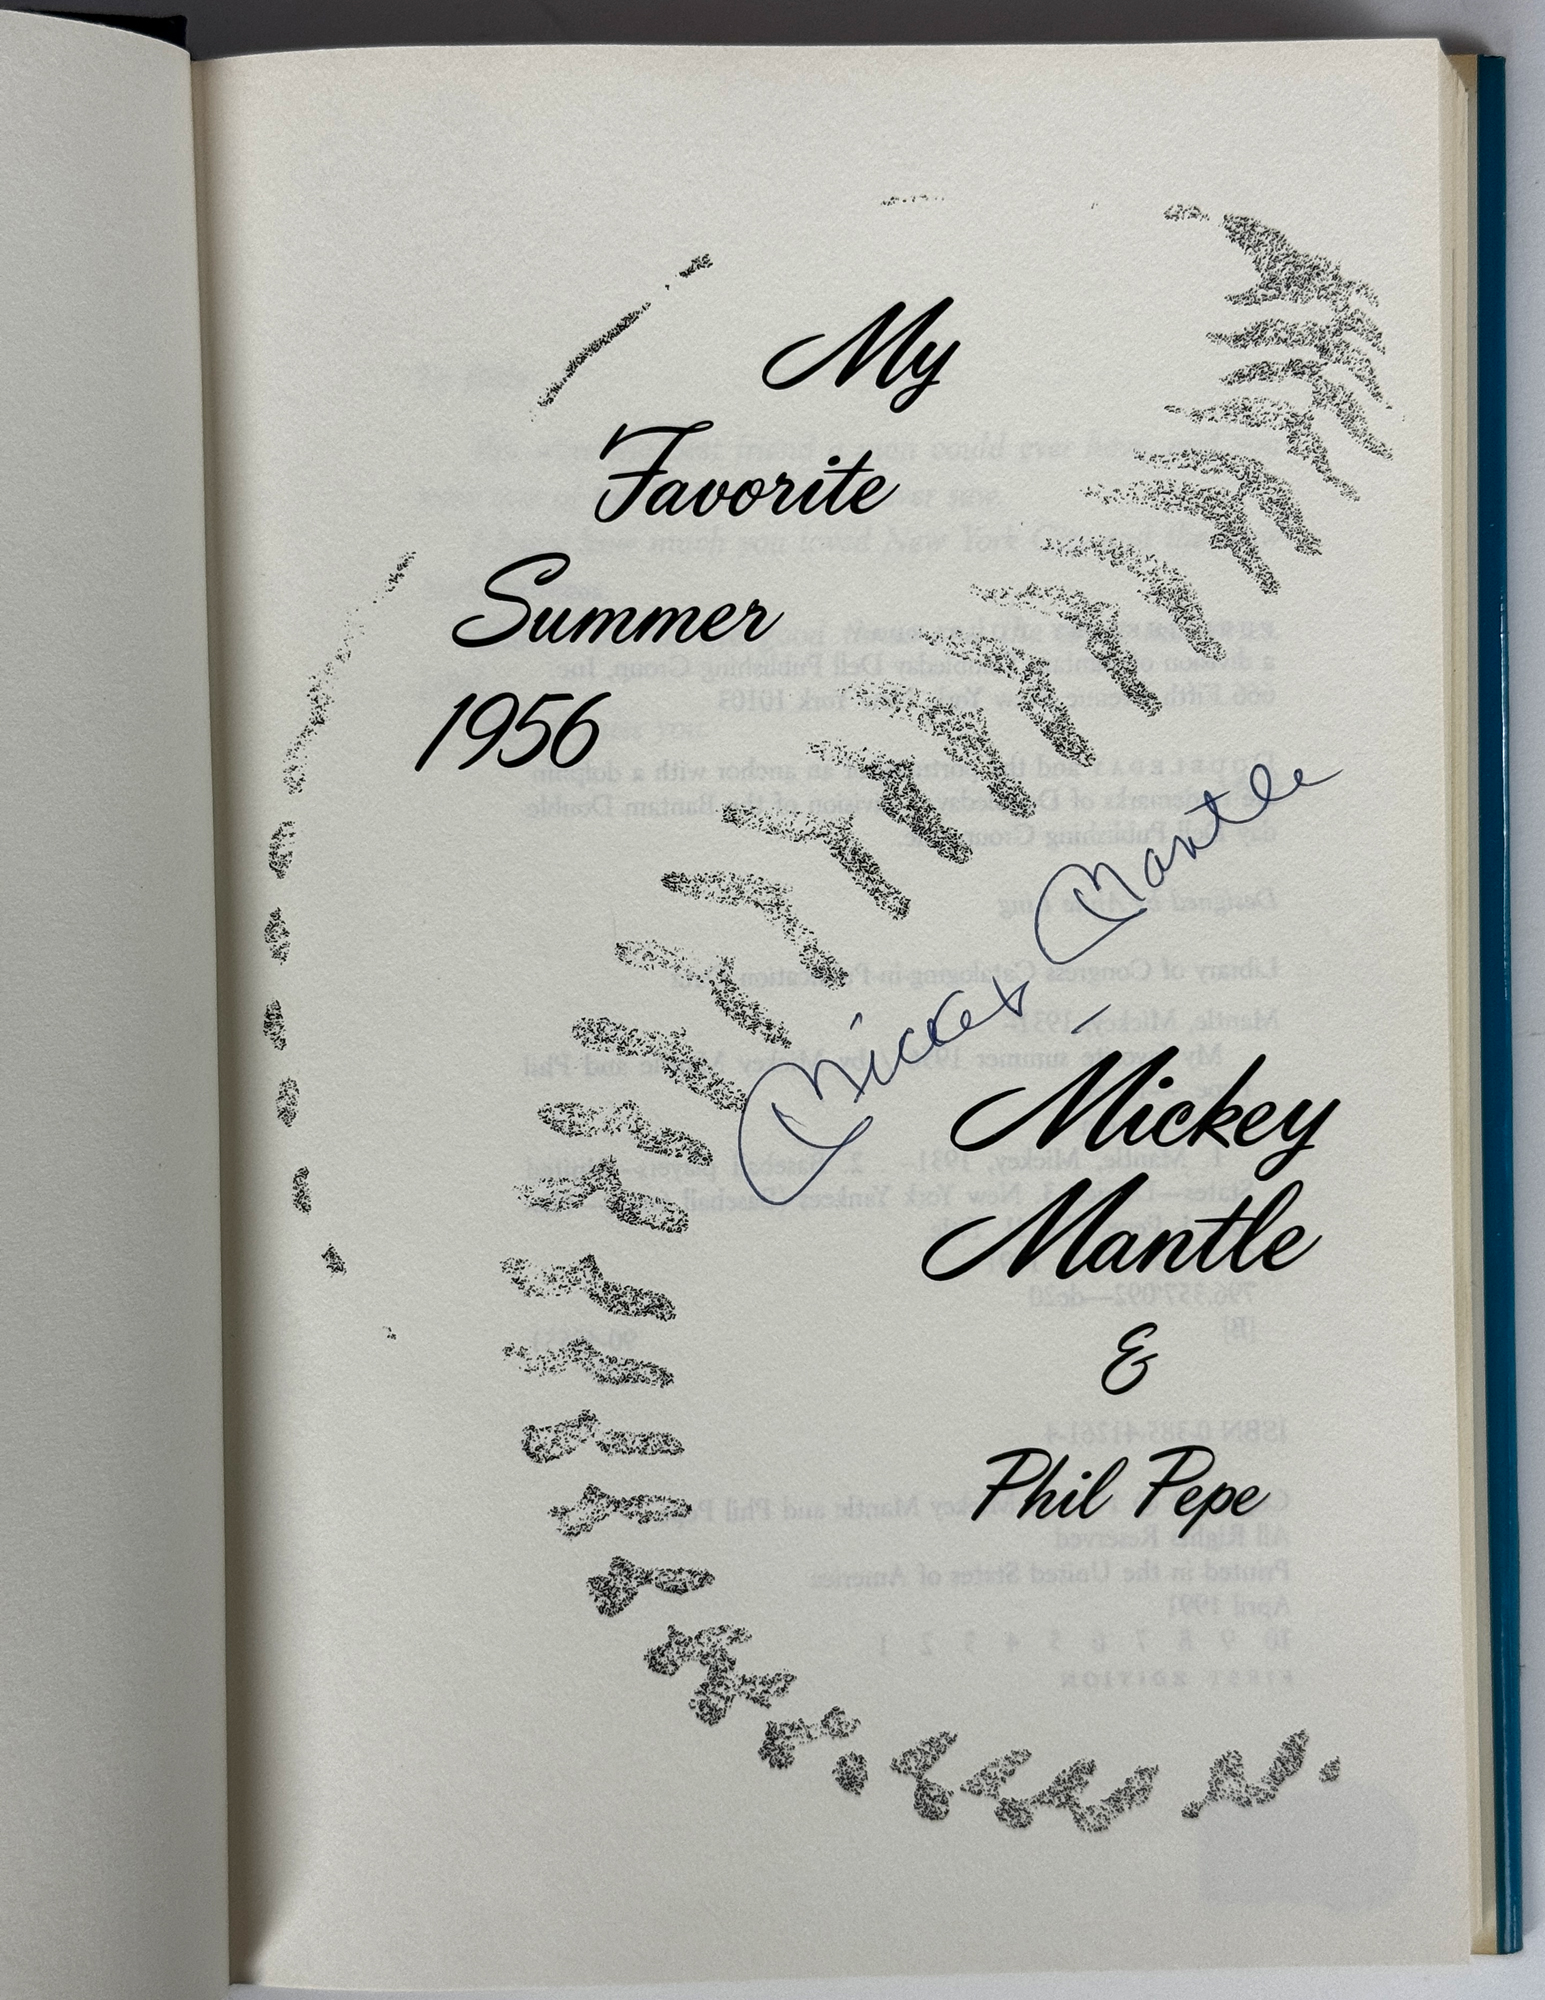 My
Favorite
Summer
1956
Mickey Mantle
Mickey
Mantle
&
Phil Pepe